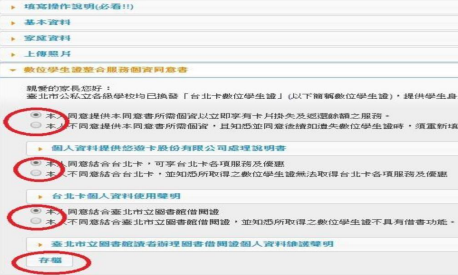 填寫操作說明(必看!!)
基本資料
家庭資料
上傳照片
數位學生證整合服務個資同意書
親愛的家長您好：
臺北市公私立各級學校均已換發「台北卡數位學生證」(以下簡稱數位學生證)，提供學生身
本人同意提供本同意書所需個資以立即享有卡片掛失及返還餘額之服務。
本人不同意提供本同意書所需個資，且知悉並同意後續如遺失數位學生證時，須重新填
個人資料提供悠遊卡股份有限公司處理說明書
本人同意結合台北卡，可享台北卡各項服務及優惠
本人不同意結合台北卡，並知悉所取得之數位學生證無法取得台北卡各項服務及優惠
台北卡個人資料使用聲明
本人同意結合臺北市立圖書館借閱證
本人不同意結合臺北市立圖書館借閱證，並知悉所取得之數位學生證不具有借書功能。
臺北市立圖書館讀者辦理圖書借閱證個人資料維護聲明
存檔